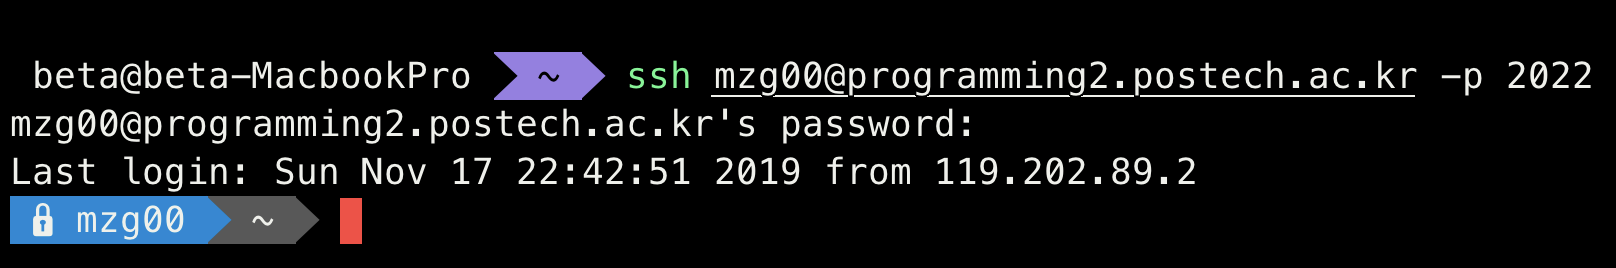 beta@beta-MacbookPro ~ ssh mzg00@programming2.postech.ac.kr -p 2022
mzg00@programming2.postech.ac.kr's password:
Last login: Sun Nov 17 22:42:51 2019 from 119.202.89.2
mzg00 ~